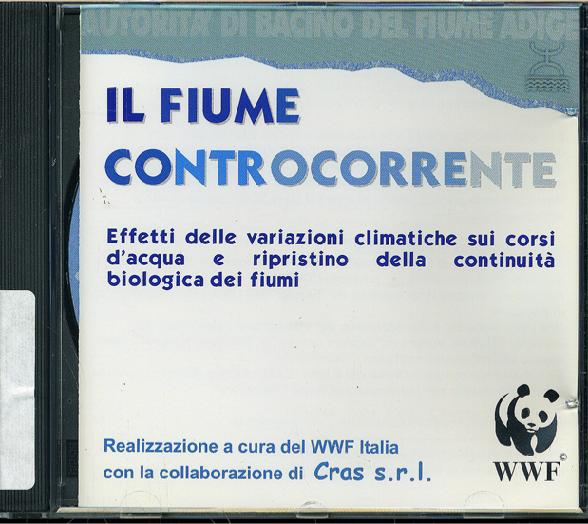 AUTORITA' DI BACINO DEL FIUME ADIGE
IL FIUME
CONTROCORRENTE
Effetti delle variazioni climatiche sui corsi
d'acqua e ripristino della continuità
biologica dei fiumi
Realizzazione a cura del WWF Italia
con la collaborazione di Cras s.r.l.
©
WWF